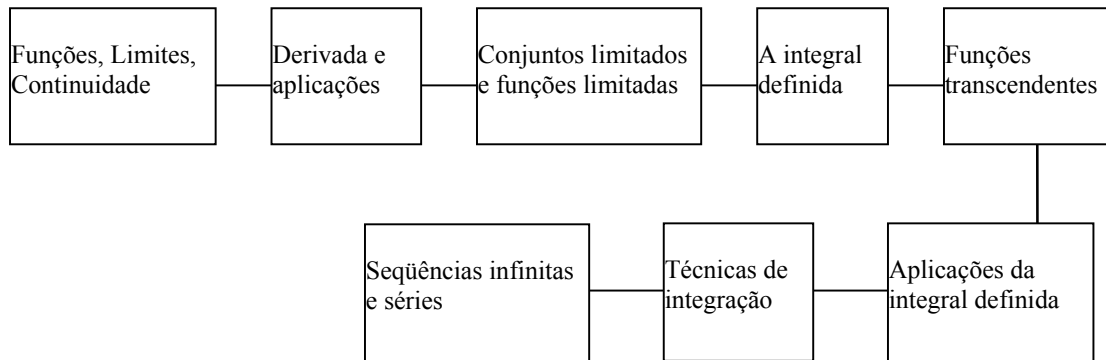 Funções, Limites,
Continuidade
Derivada e
aplicações
Conjuntos limitados
e funções limitadas
A integral
definida
Funções
transcendentes
Seqüências infinitas
e séries
Técnicas de
integração
Aplicações da
integral definida